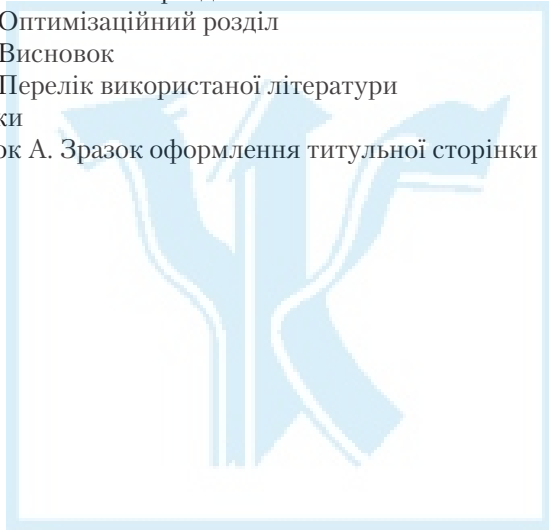 Оптимізаційний розділ
Висновок
Перелік використаної літератури
ки
ок А. Зразок оформлення титульної сторінки